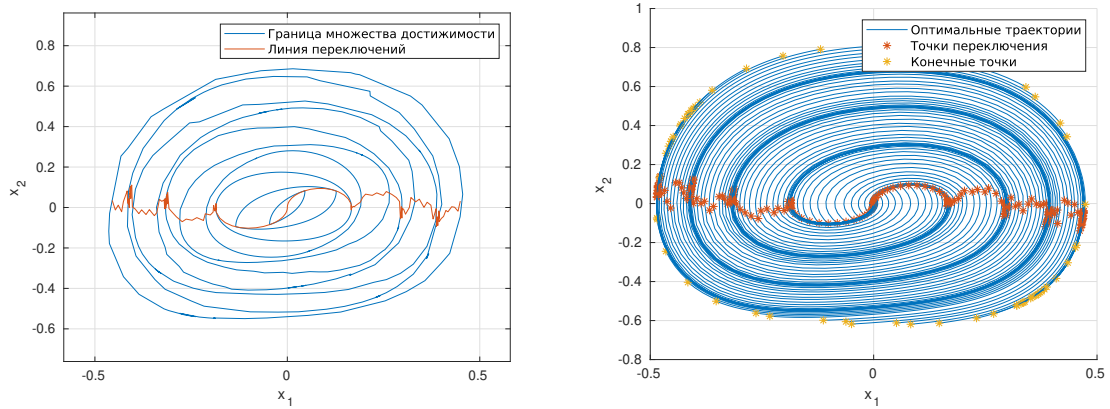 Граница множества достижимости
Линия переключений
0.8
0.6
0.4
0.2
0
-0.2
-0.4
-0.6
-0.5
0
0.5
x1
x2
Оптимальные траектории
Точки переключения
Конечные точки
1
0.8
0.6
0.4
0.2
0
-0.2
-0.4
-0.6
-0.8
-0.5
0
0.5
x1
x2